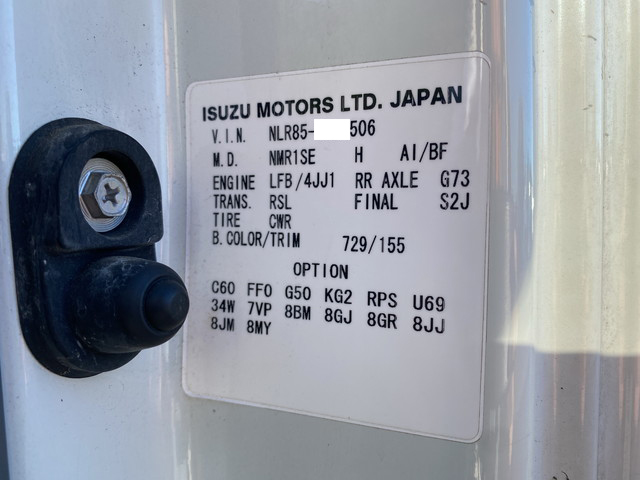 ISUZU MOTORS LTD. JAPAN
V.I.N. NLR85- 506
M.D. NMR1SE H AI/BF
ENGINE LFB/4JJ1 RR AXLE G73
TRANS. RSL FINAL S2J
TIRE CWR
B.COLOR/TRIM 729/155
OPTION
C60 FF0 G50 KG2 RPS U69
34W 7VP 8BM 8GJ 8GR 8JJ
8JM 8MY